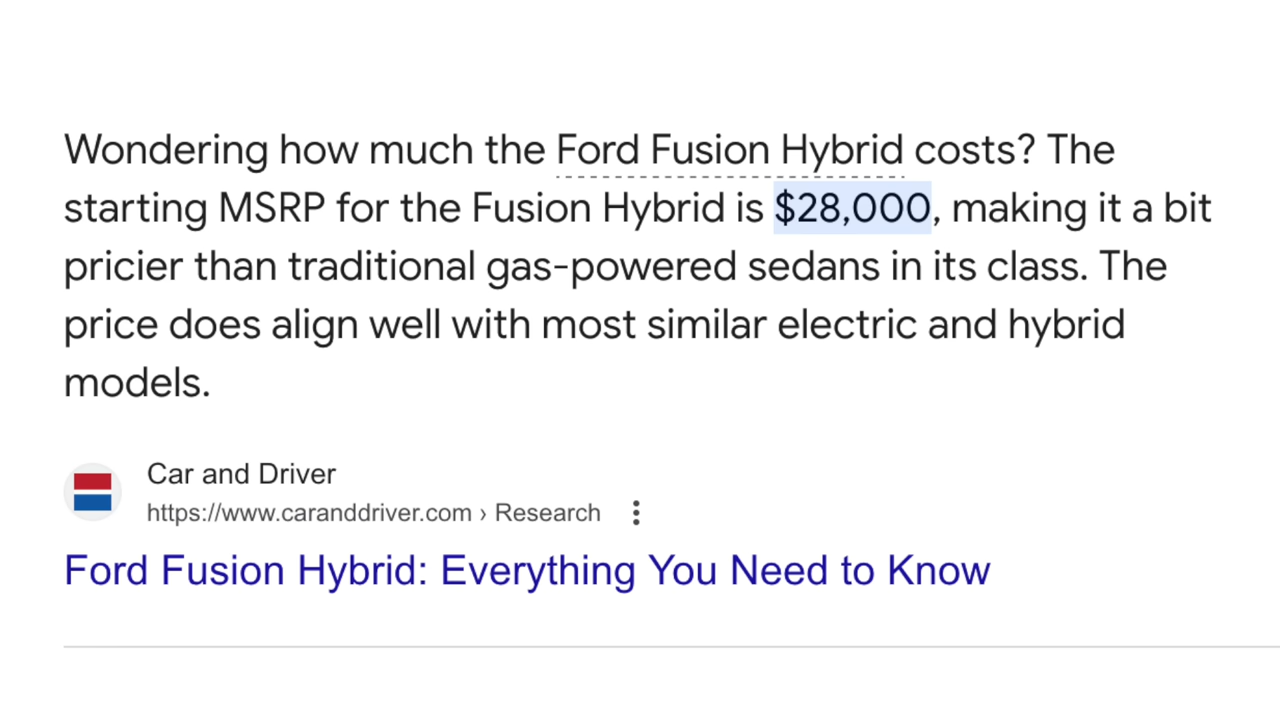 Wondering how much the Ford Fusion Hybrid costs? The
starting MSRP for the Fusion Hybrid is $28,000, making it a bit
pricier than traditional gas-powered sedans in its class. The
price does align well with most similar electric and hybrid
models.
Car and Driver
https://www.caranddriver.com › Research
Ford Fusion Hybrid: Everything You Need to Know